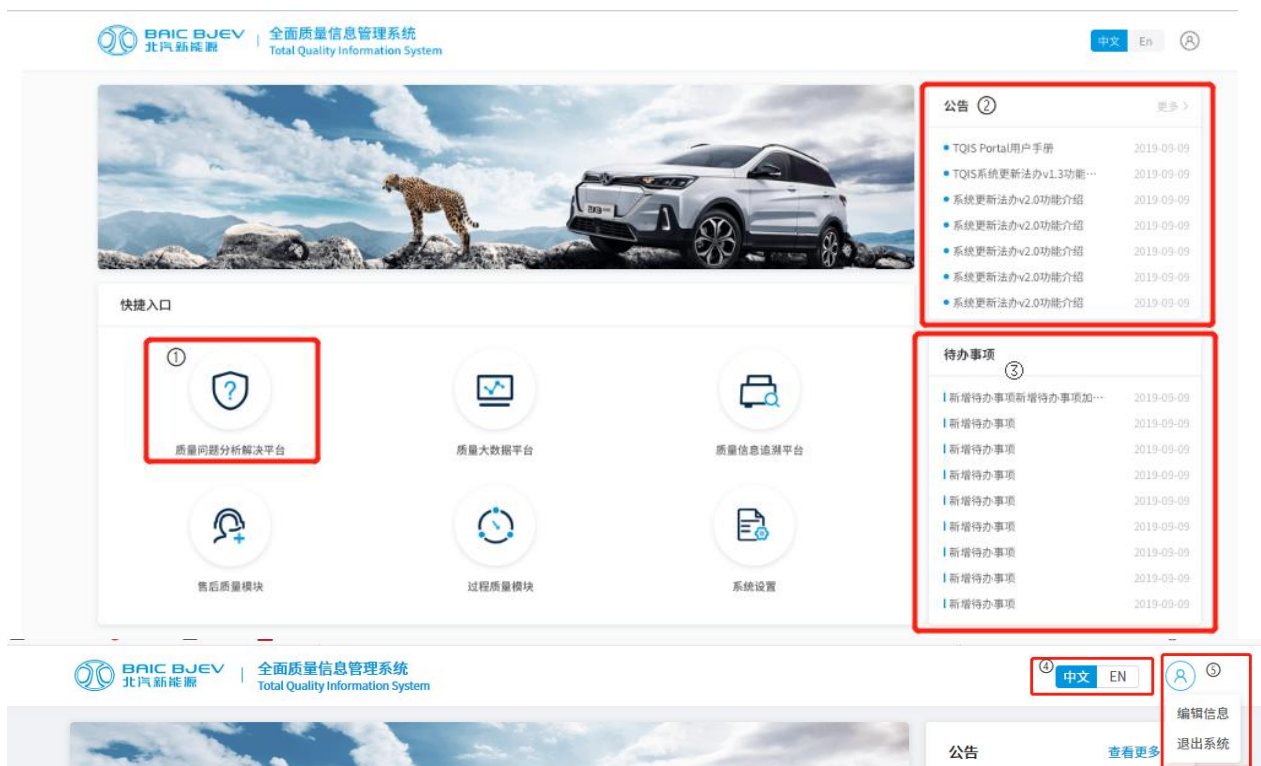 BAIC BJEV
北汽新能源
全面质量信息管理系统
Total Quality Information System
中文 En
公告 ② 更多 >
TQIS Portal用户手册 2019-09-09
TQIS系统更新法办v1.3功能… 2019-09-09
系统更新法办v2.0功能介绍 2019-09-09
系统更新法办v2.0功能介绍 2019-09-09
系统更新法办v2.0功能介绍 2019-09-09
系统更新法办v2.0功能介绍 2019-09-09
系统更新法办v2.0功能介绍 2019-09-09
快捷入口
①
质量问题分析解决平台
质量大数据平台
质量信息追溯平台
售后质量模块
过程质量模块
系统设置
待办事项
③
新增待办事项新增待办事项加… 2019-09-09
新增待办事项 2019-09-09
新增待办事项 2019-09-09
新增待办事项 2019-09-09
新增待办事项 2019-09-09
新增待办事项 2019-09-09
新增待办事项 2019-09-09
新增待办事项 2019-09-09
新增待办事项 2019-09-09
BAIC BJEV
北汽新能源
全面质量信息管理系统
Total Quality Information System
④ 中文 EN
⑤
编辑信息
退出系统
公告 查看更多